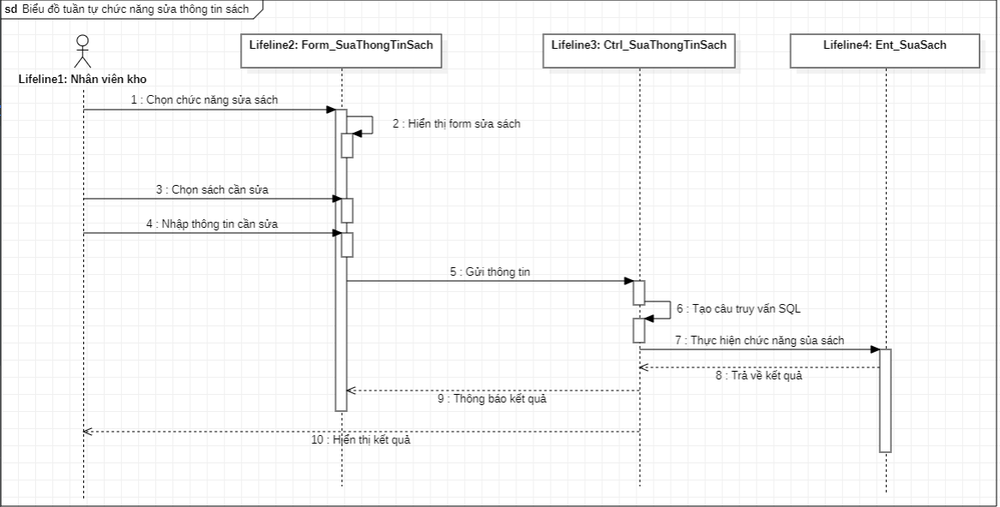 sd Biểu đồ tuần tự chức năng sửa thông tin sách
Lifeline2: Form_SuaThongTinSach
Lifeline3: Ctrl_SuaThongTinSach
Lifeline4: Ent_SuaSach
Lifeline1: Nhân viên kho
1 : Chọn chức năng sửa sách
2 : Hiển thị form sửa sách
3 : Chọn sách cần sửa
4 : Nhập thông tin cần sửa
5 : Gửi thông tin
6 : Tạo câu truy vấn SQL
7 : Thực hiện chức năng sủa sách
8 : Trả về kết quả
9 : Thông báo kết quả
10 : Hiển thị kết quả